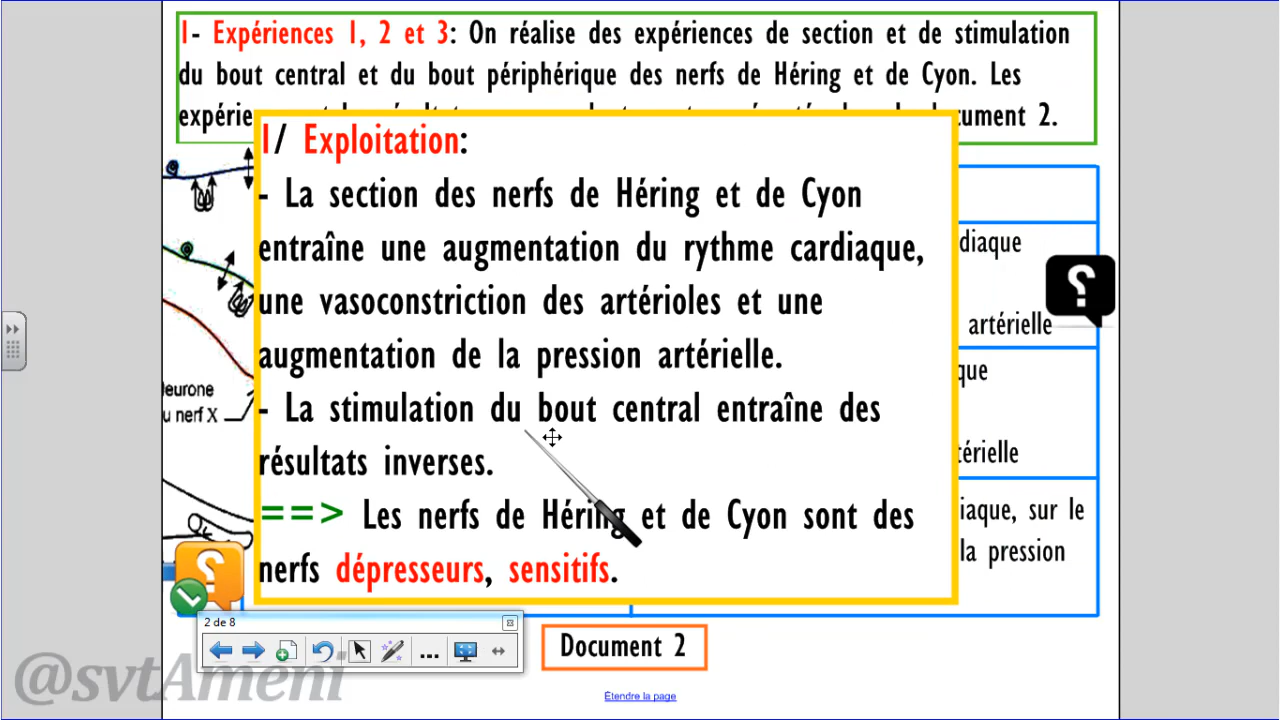 1- Expériences 1, 2 et 3: On réalise des expériences de section et de stimulation
du bout central et du bout périphérique des nerfs de Héring et de Cyon. Les
document 2.
1/ Exploitation:
- La section des nerfs de Héring et de Cyon
entraîne une augmentation du rythme cardiaque,
une vasoconstriction des artérioles et une
augmentation de la pression artérielle.
- La stimulation du bout central entraîne des
résultats inverses.
==> Les nerfs de Héring et de Cyon sont des
nerfs dépresseurs, sensitifs.
diaque
artérielle
que
térielle
iaque, sur le
la pression
eurone
u nerf X
2 de 8
Document 2
@svtAmeni
Étendre la page